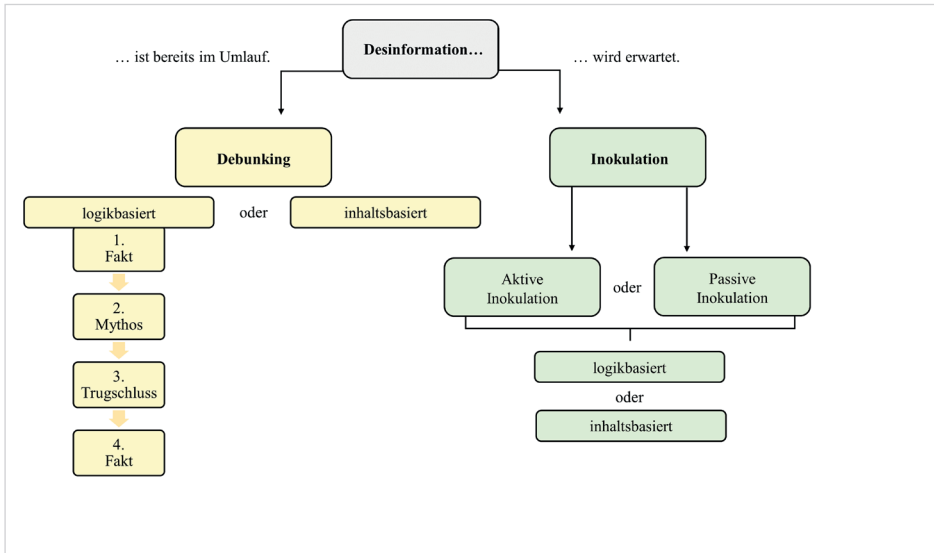 Desinformation…
… ist bereits im Umlauf.
… wird erwartet.
Debunking
logikbasiert
oder
inhaltsbasiert
1.
Fakt
2.
Mythos
3.
Trugschluss
4.
Fakt
Inokulation
Aktive
Inokulation
oder
Passive
Inokulation
logikbasiert
oder
inhaltsbasiert